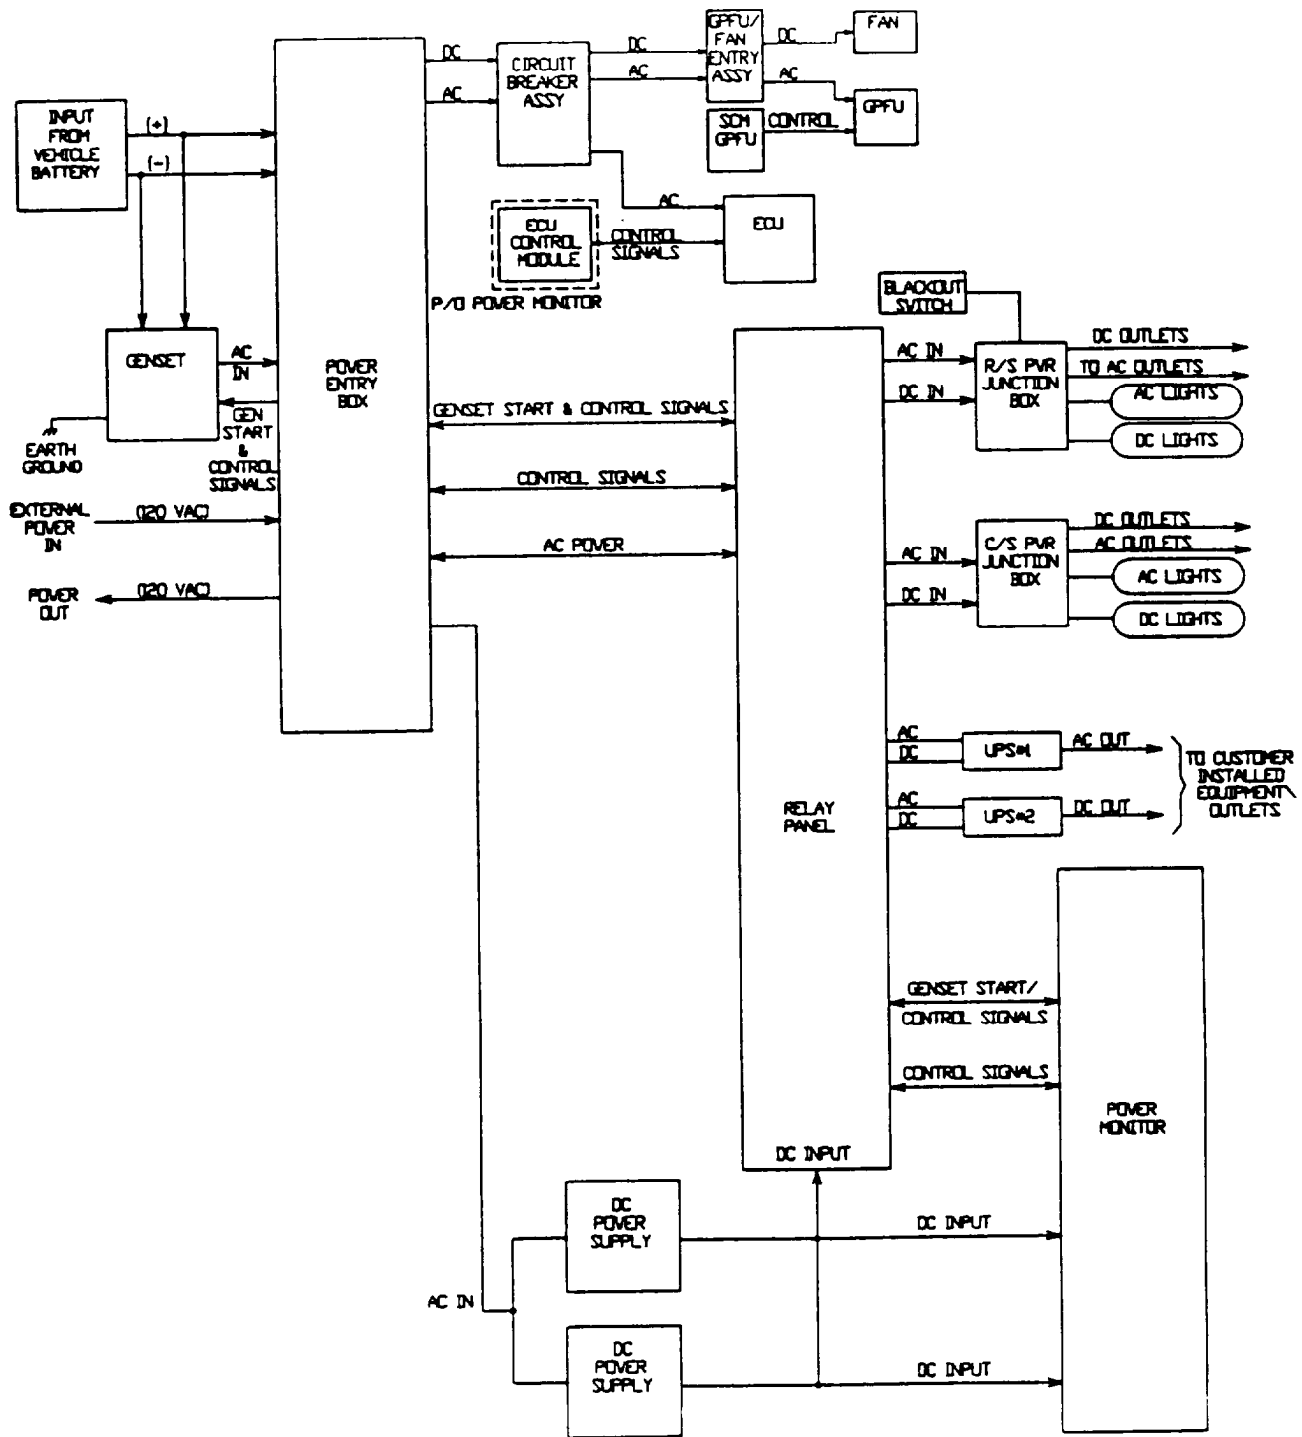 DC
CIRCUIT
BREAKER
ASSY
AC
DC
AC
GPFU/
FAN
ENTRY
ASSY
DC
FAN
AC
GPFU
SCM
GPFU
CONTROL
INPUT
FROM
VEHICLE
BATTERY
(+)
(-)
AC
ECU
ECU
CONTROL
MODULE
CONTROL
SIGNALS
P/O POWER MONITOR
GENSET
AC
IN
GEN
START
&
CONTROL
SIGNALS
EARTH
GROUND
POWER
ENTRY
BOX
EXTERNAL
POWER
IN
(120 VAC)
POWER
OUT
(120 VAC)
GENSET START & CONTROL SIGNALS
CONTROL SIGNALS
AC POWER
BLACKOUT
SWITCH
AC IN
DC IN
R/S PWR
JUNCTION
BOX
DC OUTLETS
TO AC OUTLETS
AC LIGHTS
DC LIGHTS
AC IN
DC IN
C/S PWR
JUNCTION
BOX
DC OUTLETS
AC OUTLETS
AC LIGHTS
DC LIGHTS
RELAY
PANEL
AC
DC
UPS#1
AC OUT
AC
DC
UPS#2
DC OUT
TO CUSTOMER
INSTALLED
EQUIPMENT\
OUTLETS
GENSET START/
CONTROL SIGNALS
CONTROL SIGNALS
POWER
MONITOR
DC INPUT
DC
POWER
SUPPLY
DC INPUT
AC IN
DC
POWER
SUPPLY
DC INPUT